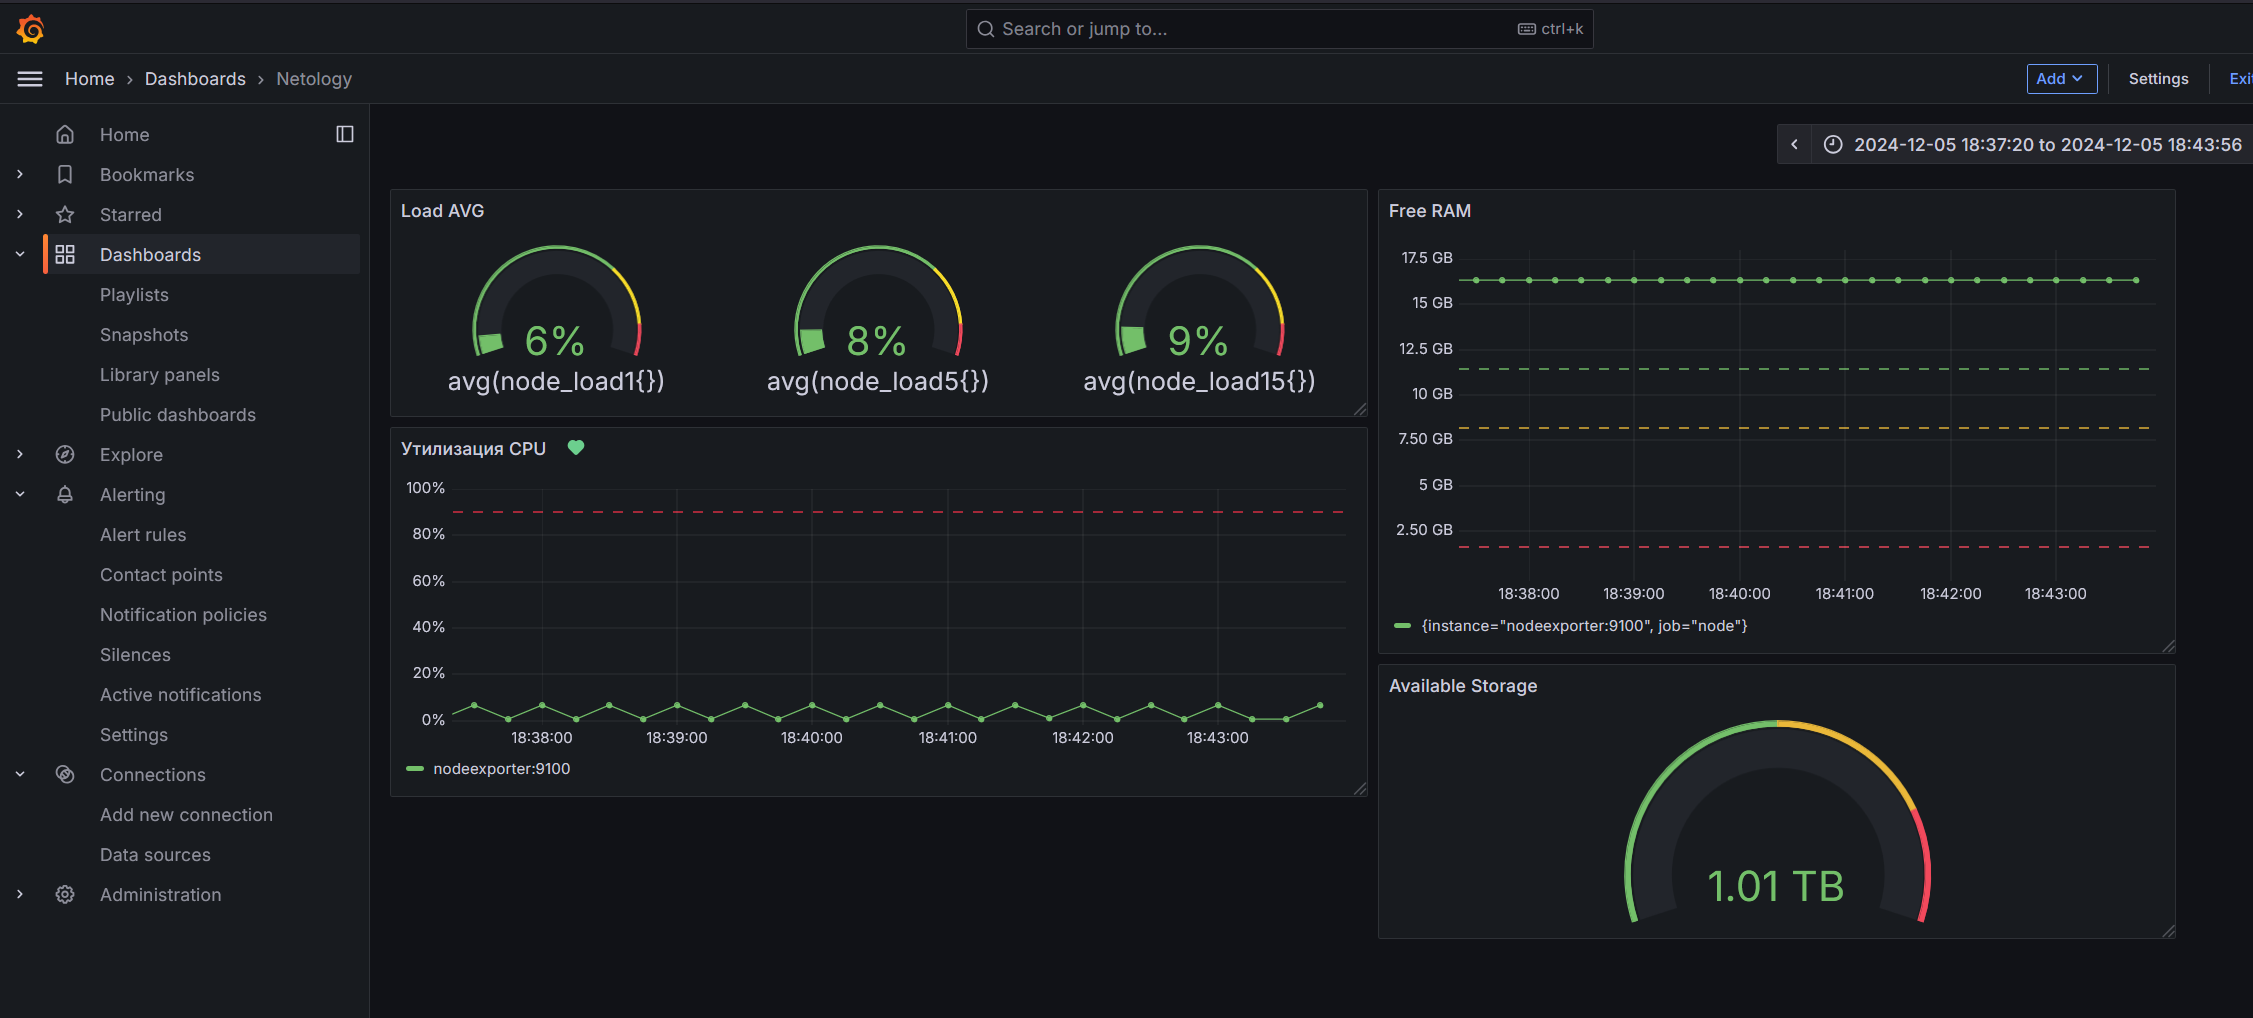 Search or jump to...
ctrl+k
Home › Dashboards › Netology
Add
Settings
Exi
Home
Bookmarks
Starred
Dashboards
Playlists
Snapshots
Library panels
Public dashboards
Explore
Alerting
Alert rules
Contact points
Notification policies
Silences
Active notifications
Settings
Connections
Add new connection
Data sources
Administration
2024-12-05 18:37:20 to 2024-12-05 18:43:56
Load AVG
6%
8%
9%
avg(node_load1{})
avg(node_load5{})
avg(node_load15{})
Утилизация CPU
100%
80%
60%
40%
20%
0%
18:38:00
18:39:00
18:40:00
18:41:00
18:42:00
18:43:00
nodeexporter:9100
Free RAM
17.5 GB
15 GB
12.5 GB
10 GB
7.50 GB
5 GB
2.50 GB
18:38:00
18:39:00
18:40:00
18:41:00
18:42:00
18:43:00
{instance="nodeexporter:9100", job="node"}
Available Storage
1.01 TB